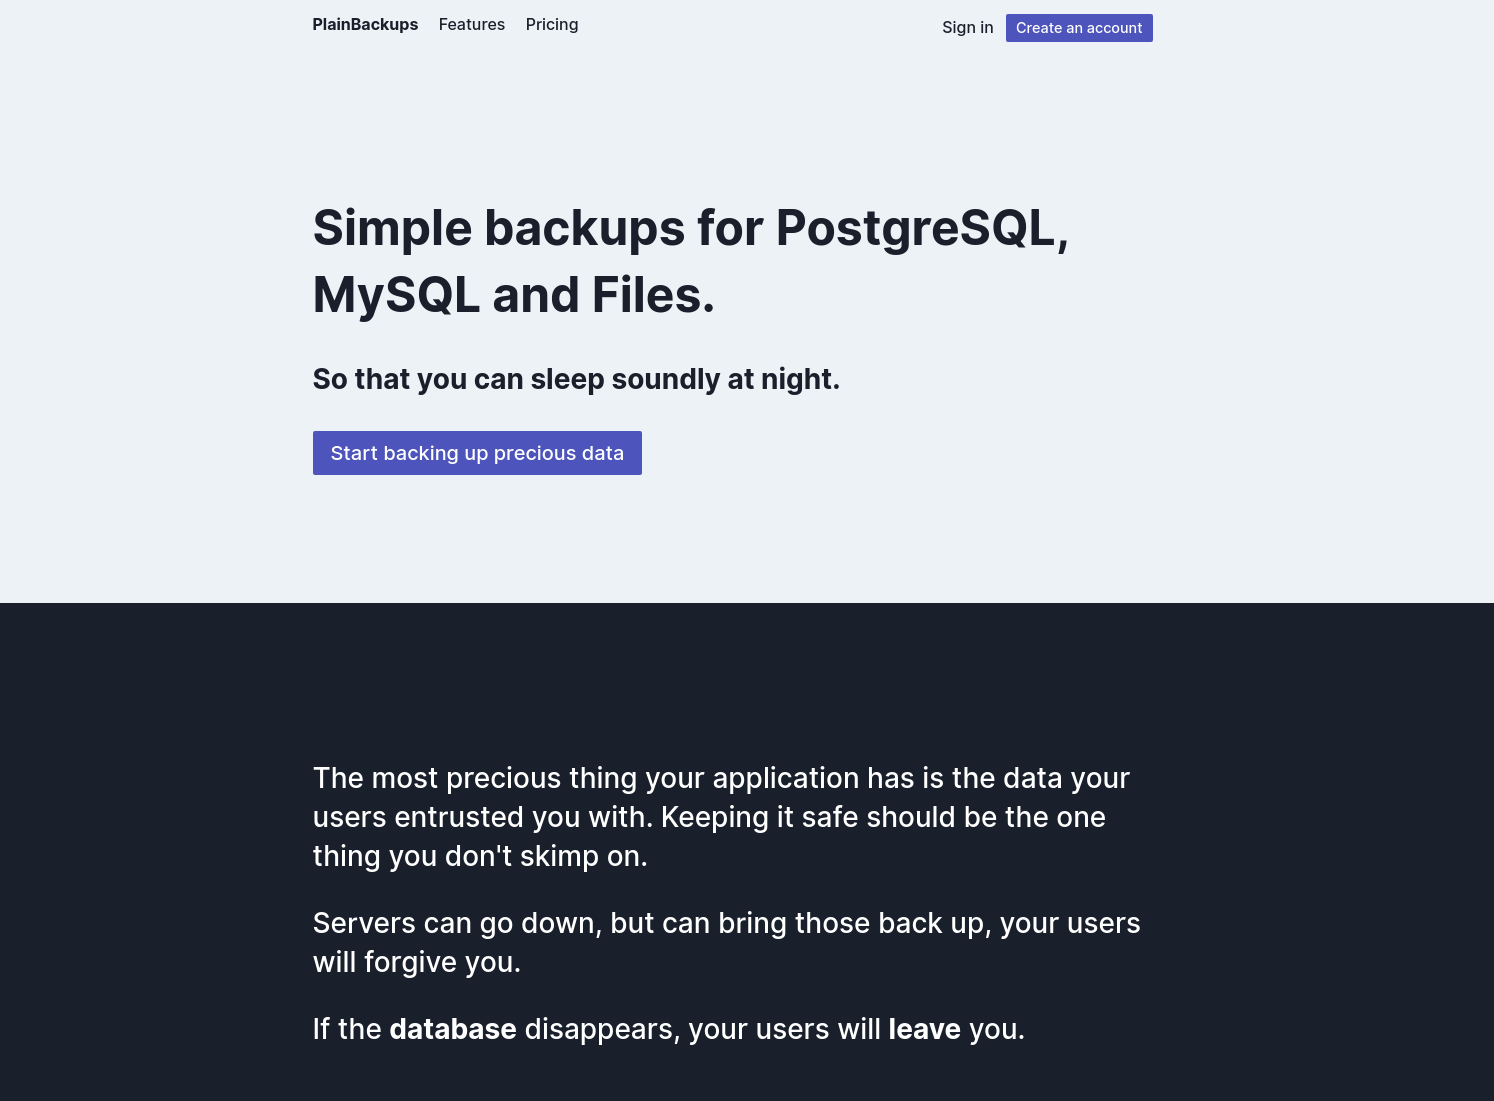 PlainBackups Features Pricing Sign in Create an account
Simple backups for PostgreSQL,
MySQL and Files.
So that you can sleep soundly at night.
Start backing up precious data
The most precious thing your application has is the data your
users entrusted you with. Keeping it safe should be the one
thing you don't skimp on.
Servers can go down, but can bring those back up, your users
will forgive you.
If the database disappears, your users will leave you.